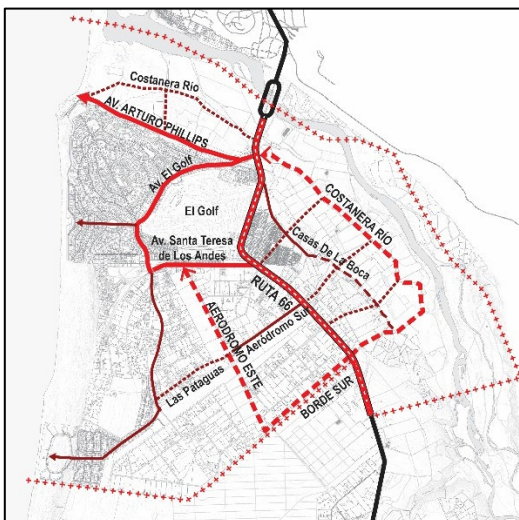 Costanera Río
AV. ARTURO PHILLIPS
Av. El Golf
El Golf
Av. Santa Teresa
de Los Andes
COSTANERA RÍO
Casas De La Boca
RUTA 66
AERODROMO ESTE
Aeródromo Sur
Las Pataguas
BORDE SUR